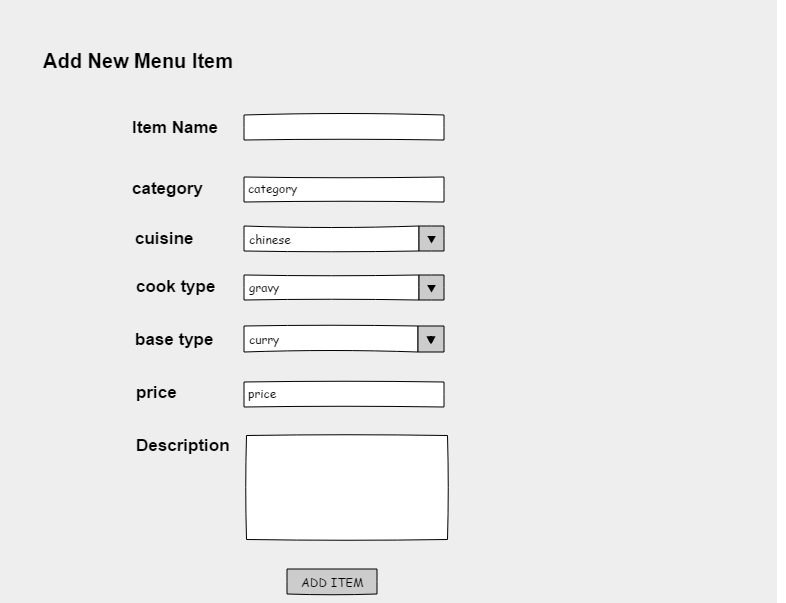 Add New Menu Item
Item Name
category category
cuisine chinese
cook type gravy
base type curry
price price
Description
ADD ITEM